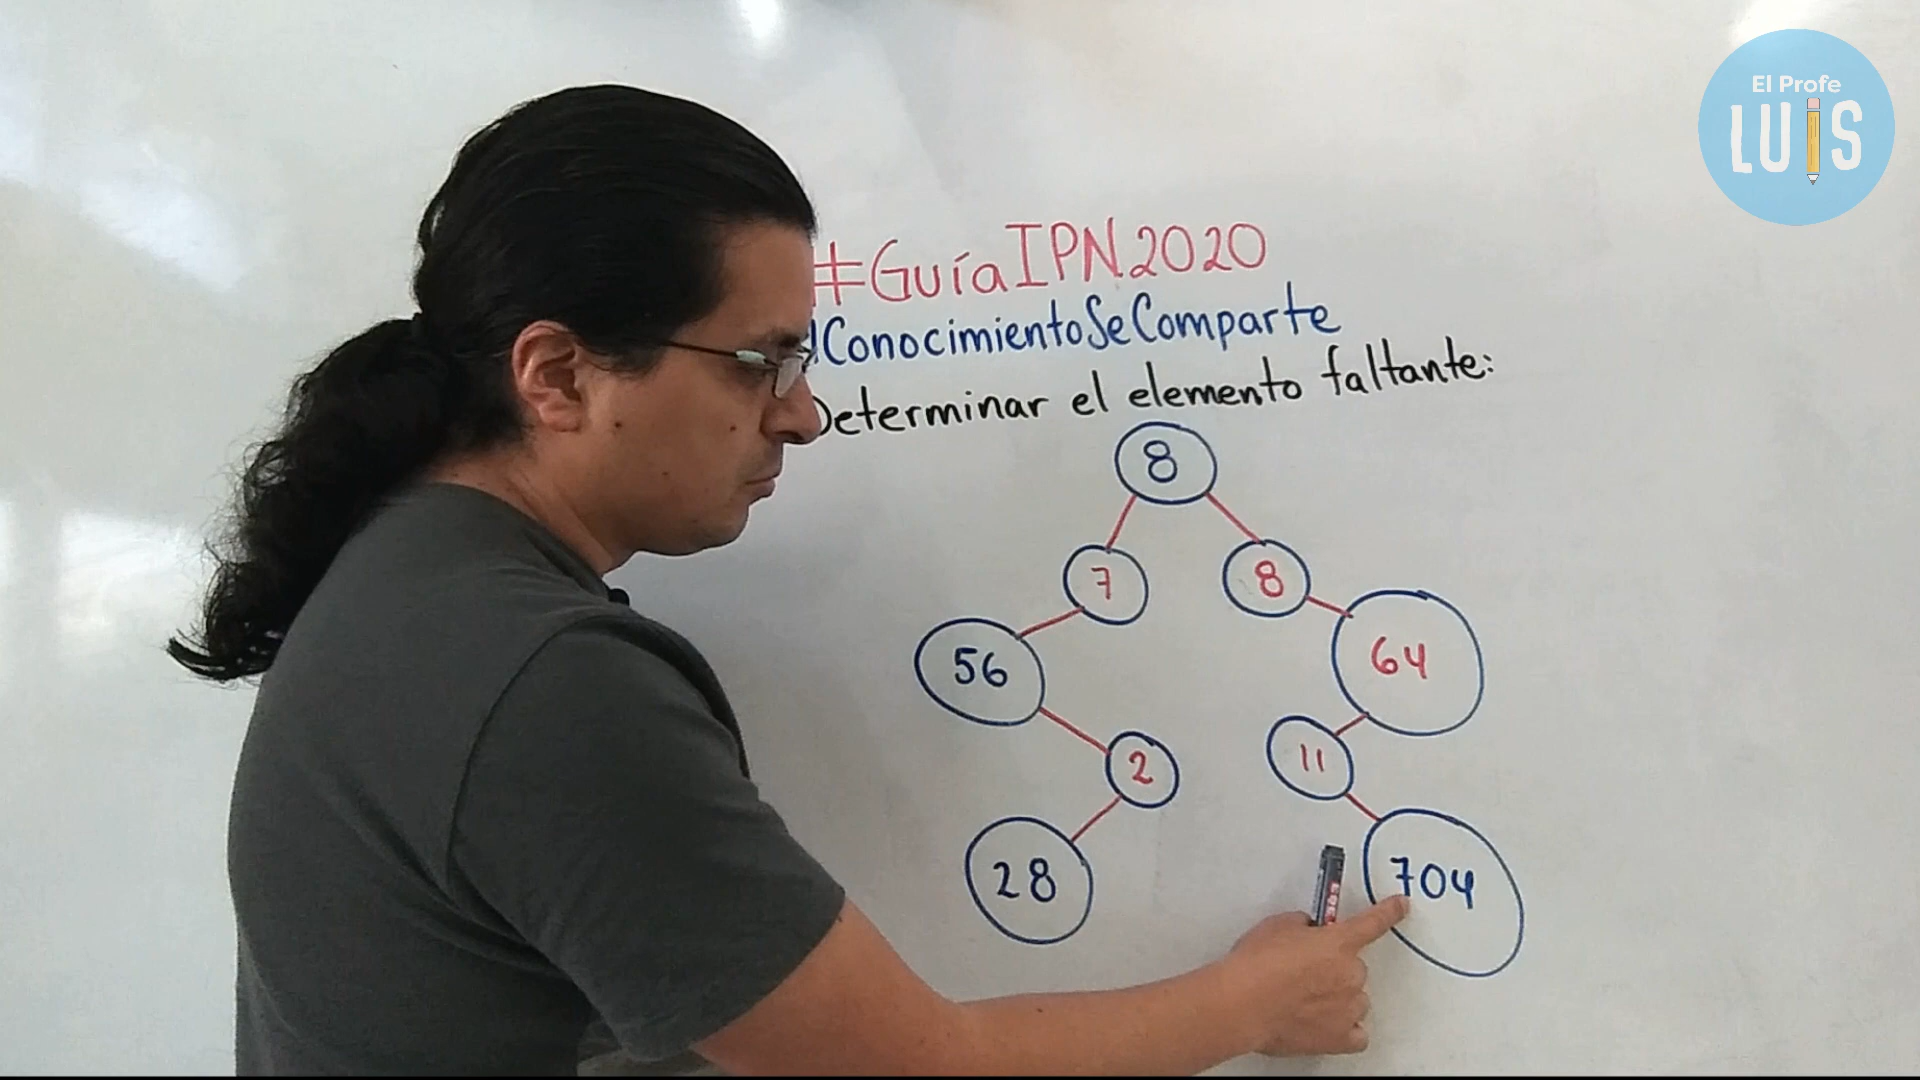 El Profe
LUIS
#GuíaIPN2020
ConocimientoSeComparte
Determinar el elemento faltante:
8
7 8
56 64
2 11
28 704